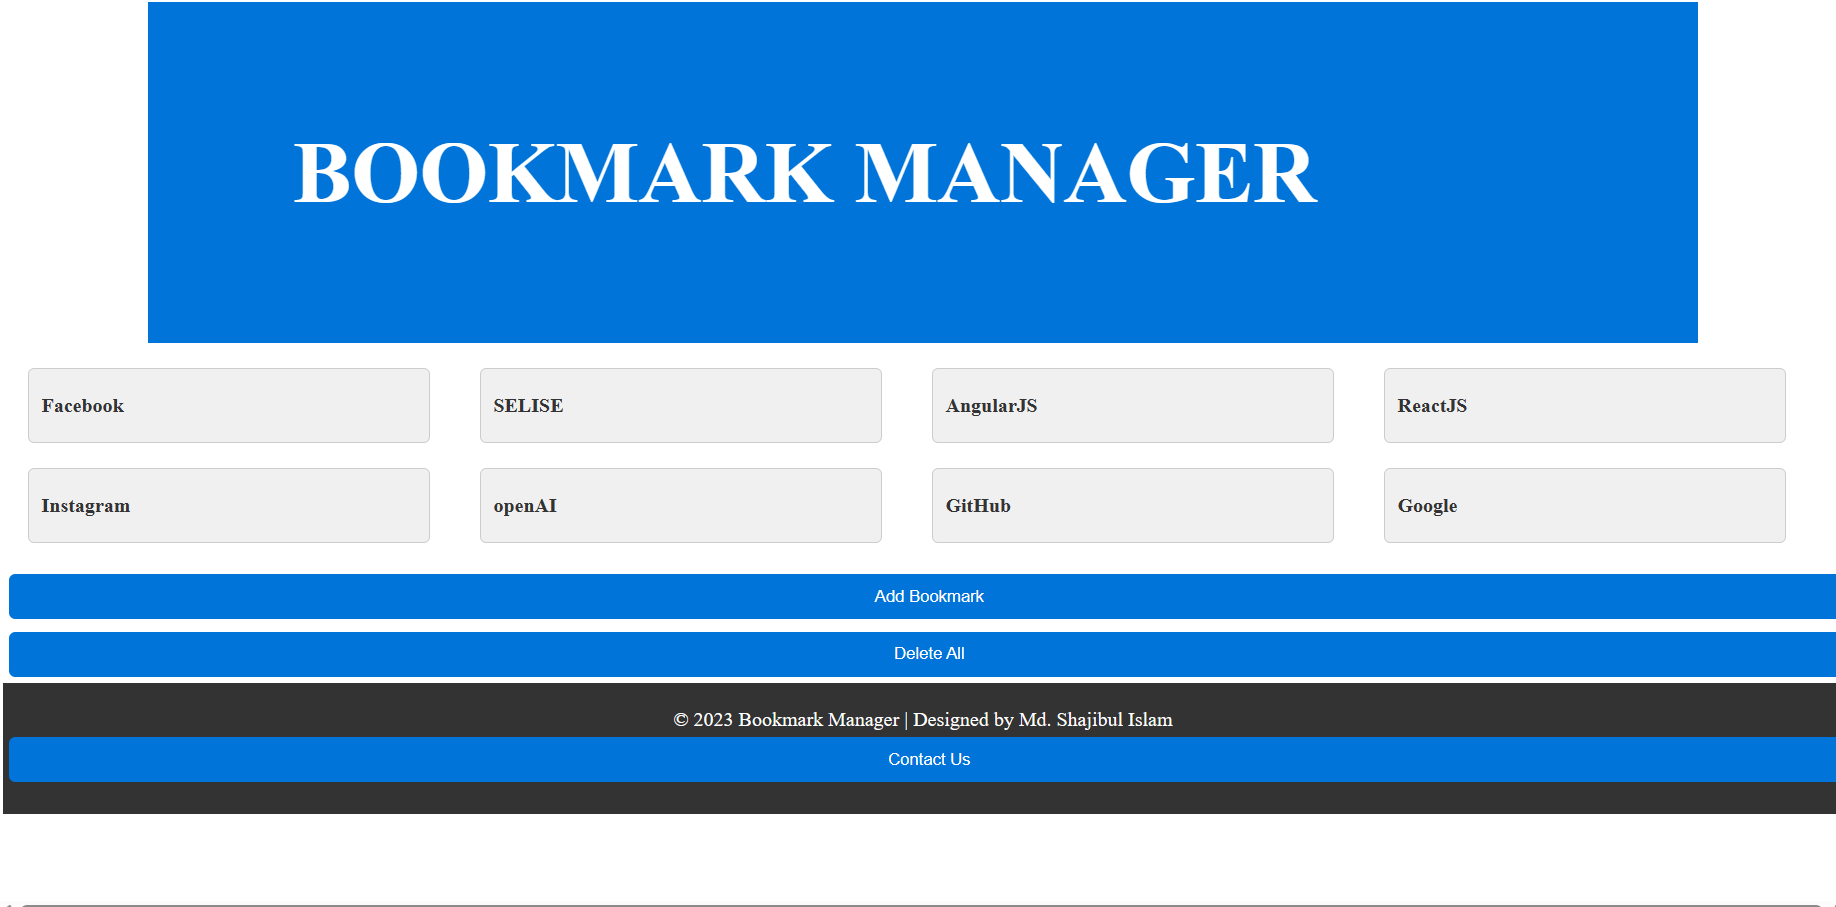 BOOKMARK MANAGER
Facebook
SELISE
AngularJS
ReactJS
Instagram
openAI
GitHub
Google
Add Bookmark
Delete All
© 2023 Bookmark Manager | Designed by Md. Shajibul Islam
Contact Us